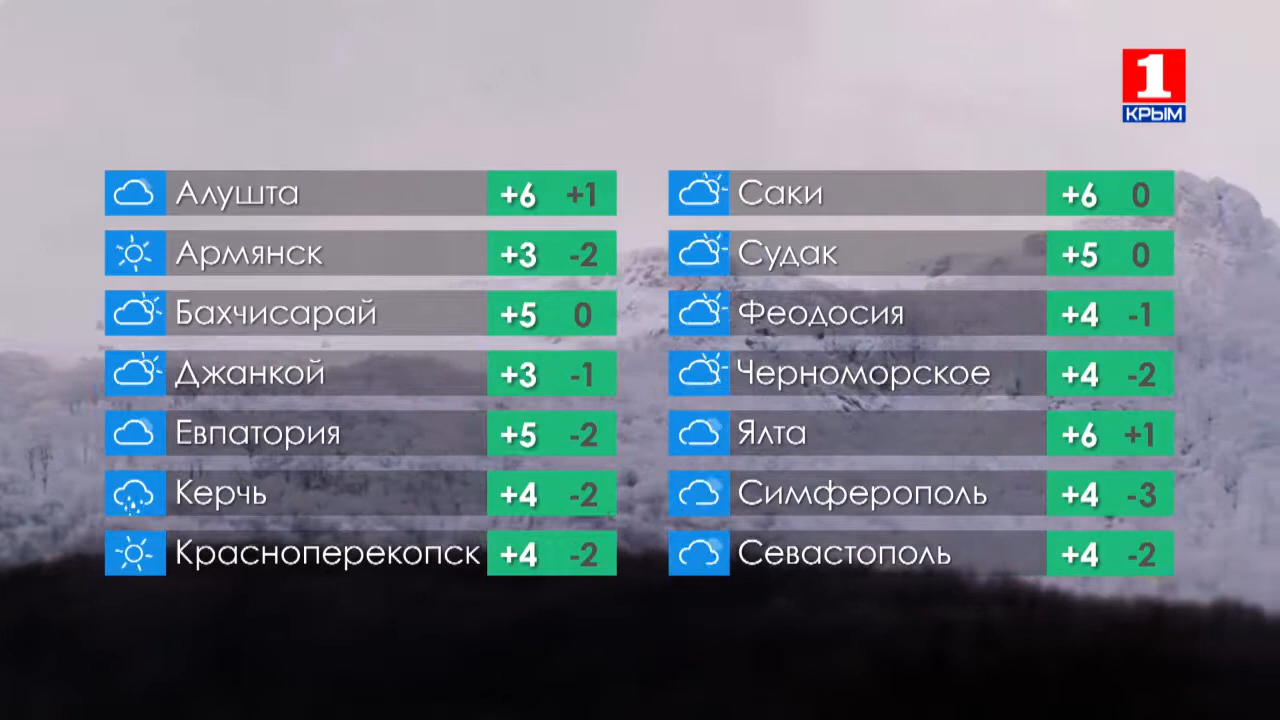 1
КРЫМ
Алушта +6 +1
Армянск +3 -2
Бахчисарай +5 0
Джанкой +3 -1
Евпатория +5 -2
Керчь +4 -2
Красноперекопск +4 -2
Саки +6 0
Судак +5 0
Феодосия +4 -1
Черноморское +4 -2
Ялта +6 +1
Симферополь +4 -3
Севастополь +4 -2